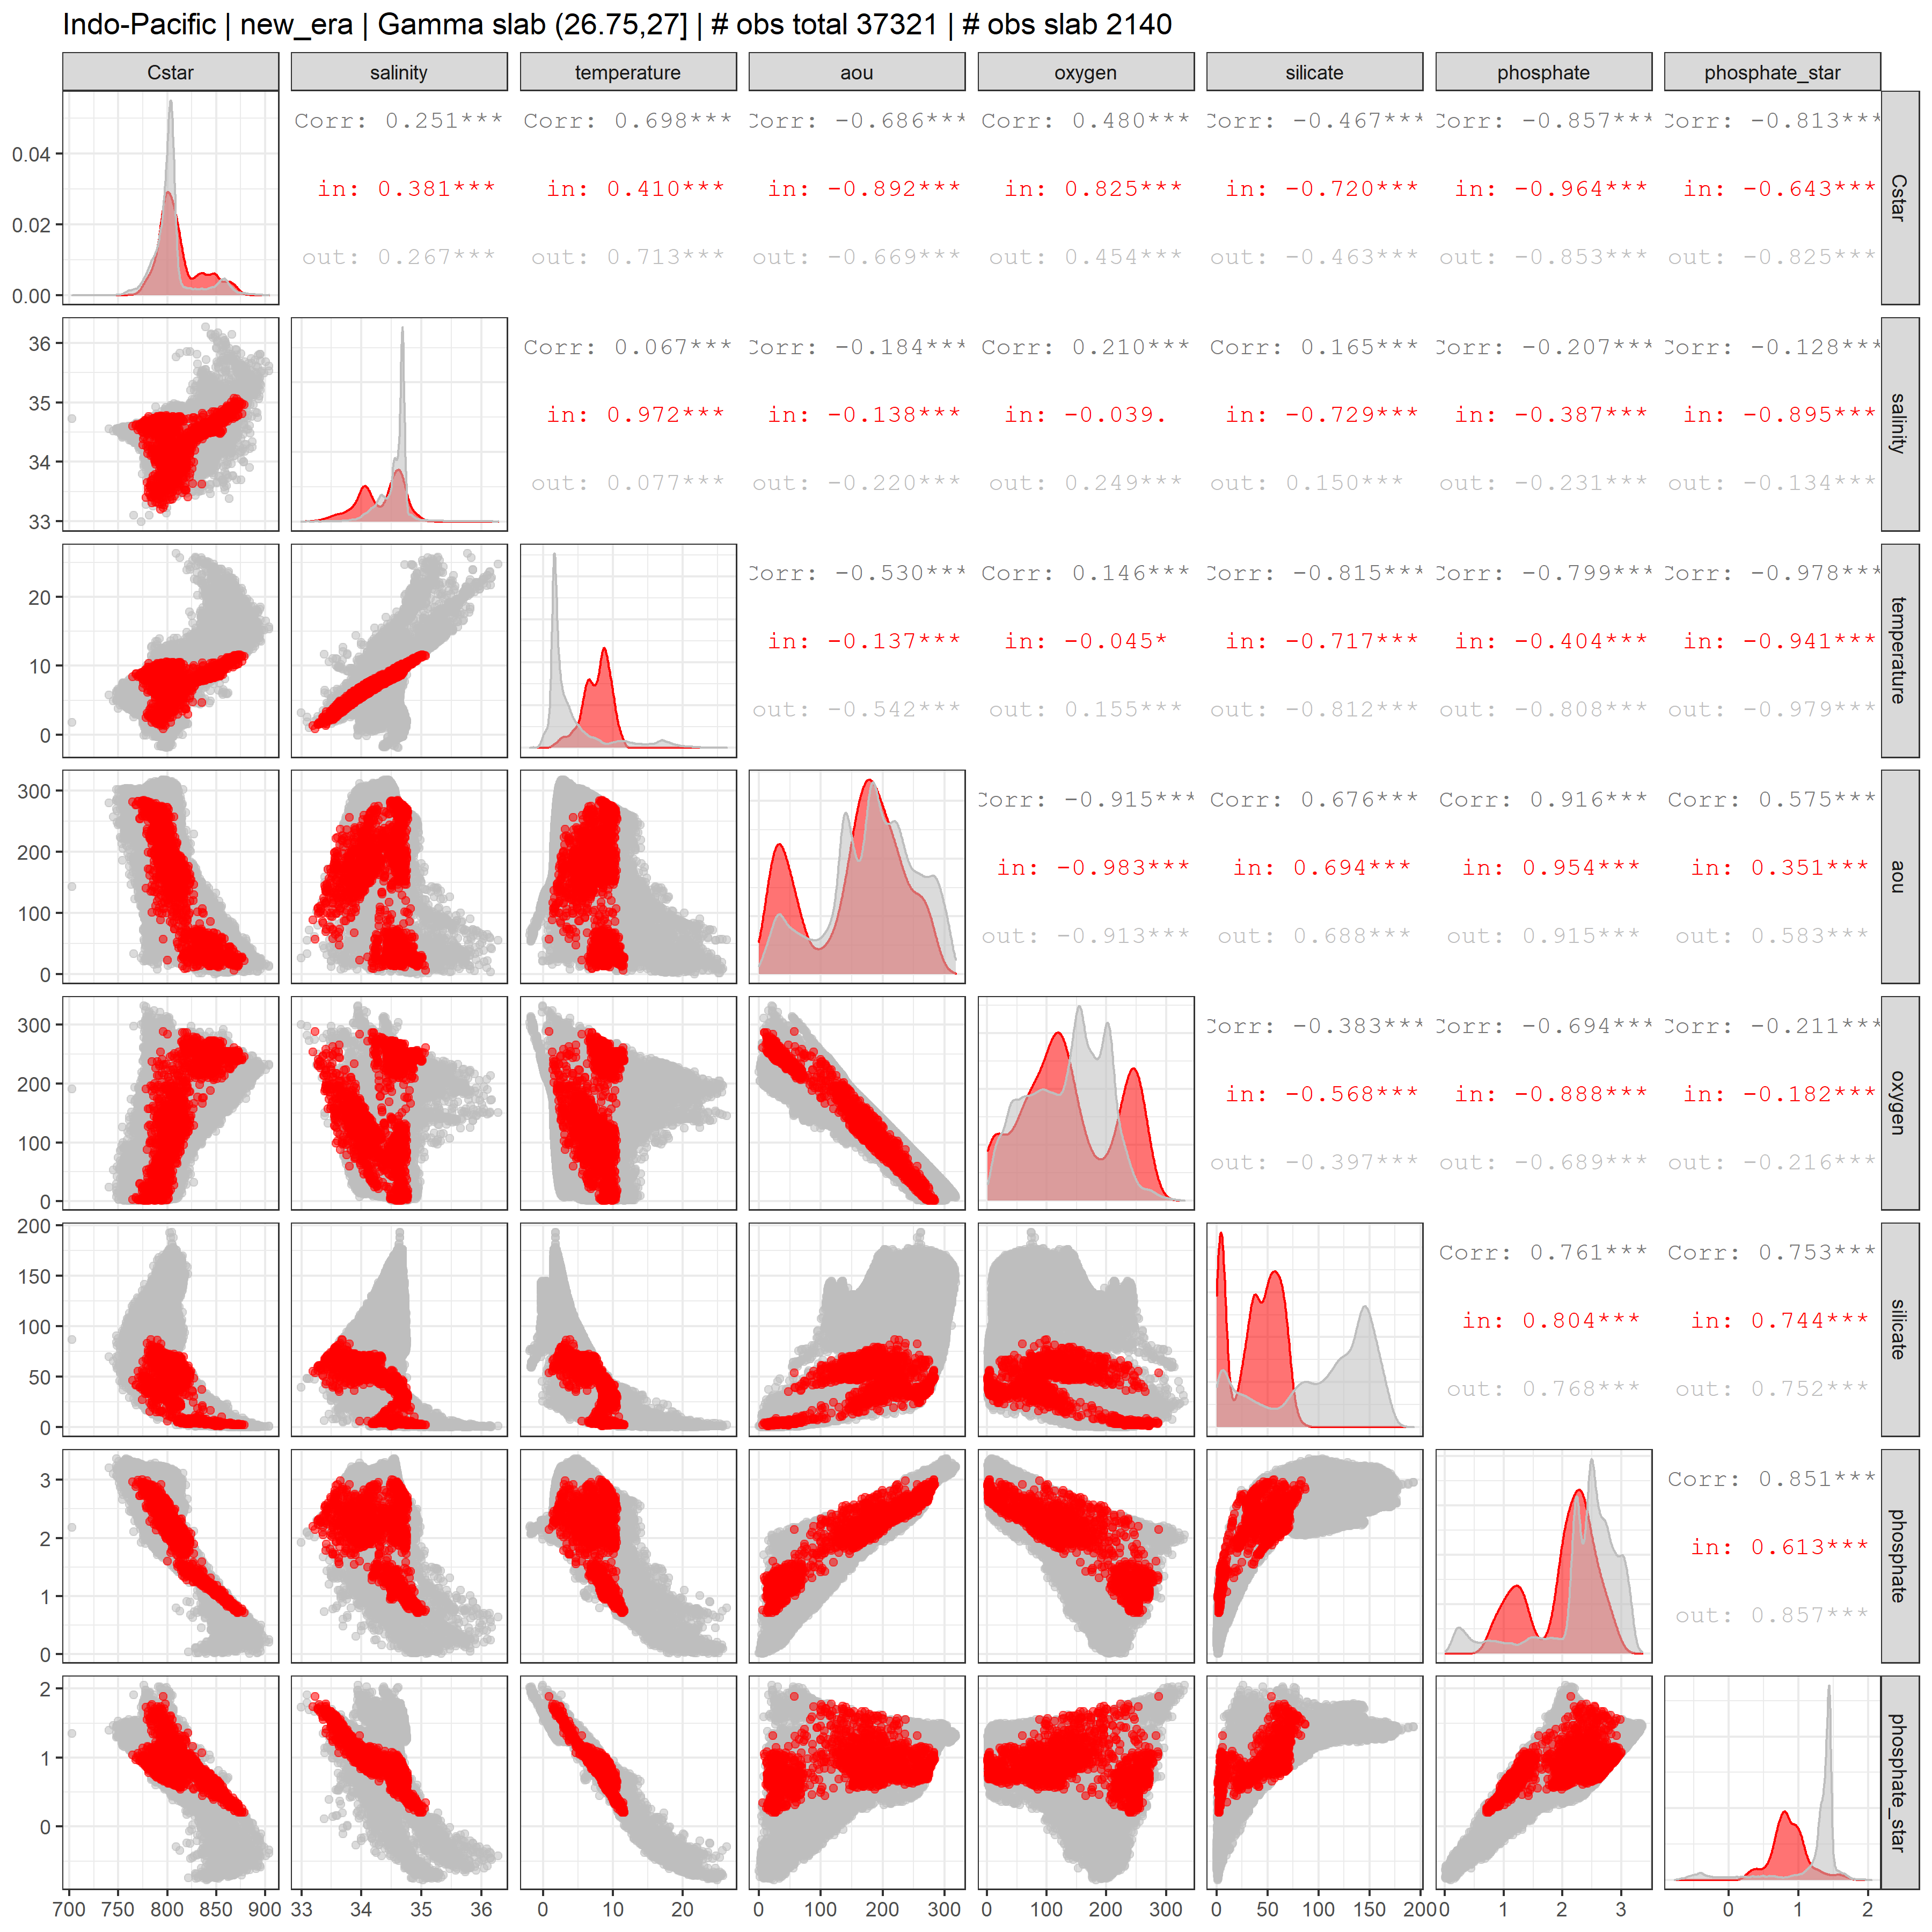 Indo-Pacific | new_era | Gamma slab (26.75,27] | # obs total 37321 | # obs slab 2140
Cstar salinity temperature aou oxygen silicate phosphate phosphate_star
Corr: 0.251*** Corr: 0.698*** Corr: -0.686*** Corr: 0.480*** Corr: -0.467*** Corr: -0.857*** Corr: -0.813***
0.04
in: 0.381*** in: 0.410*** in: -0.892*** in: 0.825*** in: -0.720*** in: -0.964*** in: -0.643*** Cstar
0.02
out: 0.267*** out: 0.713*** out: -0.669*** out: 0.454*** out: -0.463*** out: -0.853*** out: -0.825***
0.00
36 Corr: 0.067*** Corr: -0.184*** Corr: 0.210*** Corr: 0.165*** Corr: -0.207*** Corr: -0.128***
35 in: 0.972*** in: -0.138*** in: -0.039. in: -0.729*** in: -0.387*** in: -0.895*** salinity
34 out: 0.077*** out: -0.220*** out: 0.249*** out: 0.150*** out: -0.231*** out: -0.134***
33
Corr: -0.530*** Corr: 0.146*** Corr: -0.815*** Corr: -0.799*** Corr: -0.978***
20
in: -0.137*** in: -0.045* in: -0.717*** in: -0.404*** in: -0.941*** temperature
10
out: -0.542*** out: 0.155*** out: -0.812*** out: -0.808*** out: -0.979***
0
300 Corr: -0.915*** Corr: 0.676*** Corr: 0.916*** Corr: 0.575***
200 in: -0.983*** in: 0.694*** in: 0.954*** in: 0.351*** aou
100 out: -0.913*** out: 0.688*** out: 0.915*** out: 0.583***
0
300 Corr: -0.383*** Corr: -0.694*** Corr: -0.211***
200 in: -0.568*** in: -0.888*** in: -0.182*** oxygen
100 out: -0.397*** out: -0.689*** out: -0.216***
0
200
Corr: 0.761*** Corr: 0.753***
150
100 in: 0.804*** in: 0.744*** silicate
50 out: 0.768*** out: 0.752***
0
3 Corr: 0.851***
2 in: 0.613*** phosphate
1 out: 0.857***
0
2
1 phosphate_star
0
700 750 800 850 900 33 34 35 36 0 10 20 0 100 200 300 0 100 200 300 0 50 100 150 200 0 1 2 3 0 1 2